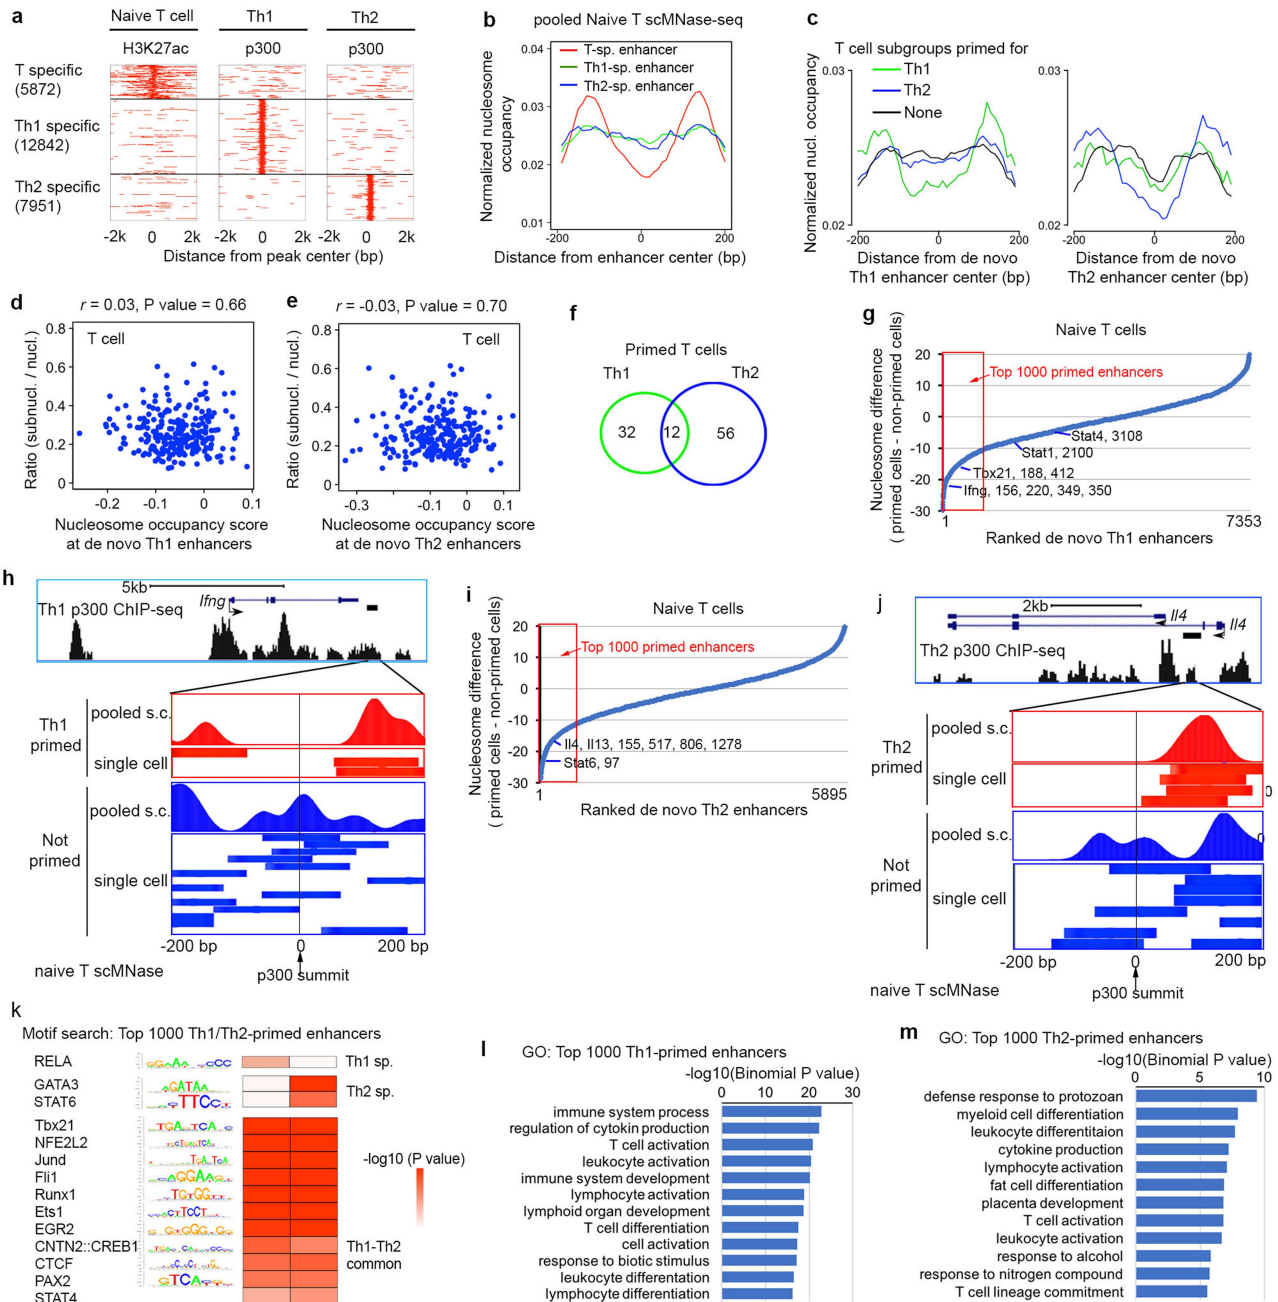 a
Naive T cell Th1 Th2
H3K27ac p300 p300
T specific
(5872)
Th1 specific
(12842)
Th2 specific
(7951)
-2k 0 2k -2k 0 2k -2k 0 2k
Distance from peak center (bp)
b pooled Naive T scMNase-seq
Normalized nucleosome
occupancy
0.04
0.03
0.02
0.01
T-sp. enhancer
Th1-sp. enhancer
Th2-sp. enhancer
-200 0 200
Distance from enhancer center (bp)
c
T cell subgroups primed for
Th1
Th2
None
Normalized nucl. occupancy
0.03
0.02
0.03
0.02
-200 0 200
-200 0 200
Distance from de novo
Th1 enhancer center (bp)
Distance from de novo
Th2 enhancer center (bp)
d
r = 0.03, P value = 0.66
T cell
Ratio (subnucl. / nucl.)
0.8
0.6
0.4
0.2
0
-0.2 -0.1 0 0.1
Nucleosome occupancy score
at de novo Th1 enhancers
e
r = -0.03, P value = 0.70
T cell
Ratio (subnucl. / nucl.)
0.8
0.6
0.4
0.2
0
-0.3 -0.2 -0.1 0 0.1
Nucleosome occupancy score
at de novo Th2 enhancers
f
Primed T cells
Th1 Th2
32 12 56
g
Naive T cells
Nucleosome difference
( primed cells - non-primed cells)
20
10
0
-10
-20
-30
Top 1000 primed enhancers
Stat4, 3108
Stat1, 2100
Tbx21, 188, 412
Ifng, 156, 220, 349, 350
1 7353
Ranked de novo Th1 enhancers
h
5kb
Ifng
Th1 p300 ChIP-seq
Th1
primed
pooled s.c.
single cell
Not
primed
pooled s.c.
single cell
-200 bp 0 200 bp
naive T scMNase
p300 summit
i
Naive T cells
Nucleosome difference
( primed cells - non-primed cells)
20
10
0
-10
-20
-30
Top 1000 primed enhancers
Il4, Il13, 155, 517, 806, 1278
Stat6, 97
1 5895
Ranked de novo Th2 enhancers
j
2kb
Il4
Il4
Th2 p300 ChIP-seq
Th2
primed
pooled s.c.
single cell
0
Not
primed
pooled s.c.
0
single cell
-200 bp 0 200 bp
naive T scMNase
p300 summit
k
Motif search: Top 1000 Th1/Th2-primed enhancers
RELA
Th1 sp.
GATA3
STAT6
Th2 sp.
Tbx21
NFE2L2
Jund
Fli1
Runx1
Ets1
EGR2
CNTN2::CREB1
CTCF
PAX2
STAT4
Th1-Th2
common
-log10 (P value)
l
GO: Top 1000 Th1-primed enhancers
-log10(Binomial P value)
0 10 20 30
immune system process
regulation of cytokin production
T cell activation
leukocyte activation
immune system development
lymphocyte activation
lymphoid organ development
T cell differentiation
cell activation
response to biotic stimulus
leukocyte differentiation
lymphocyte differentiation
m
GO: Top 1000 Th2-primed enhancers
-log10(Binomial P value)
0 5 10
defense response to protozoan
myeloid cell differentiation
leukocyte differentitaion
cytokine production
lymphocyte activation
fat cell differentiation
placenta development
T cell activation
leukocyte activation
response to alcohol
response to nitrogen compound
T cell lineage commitment